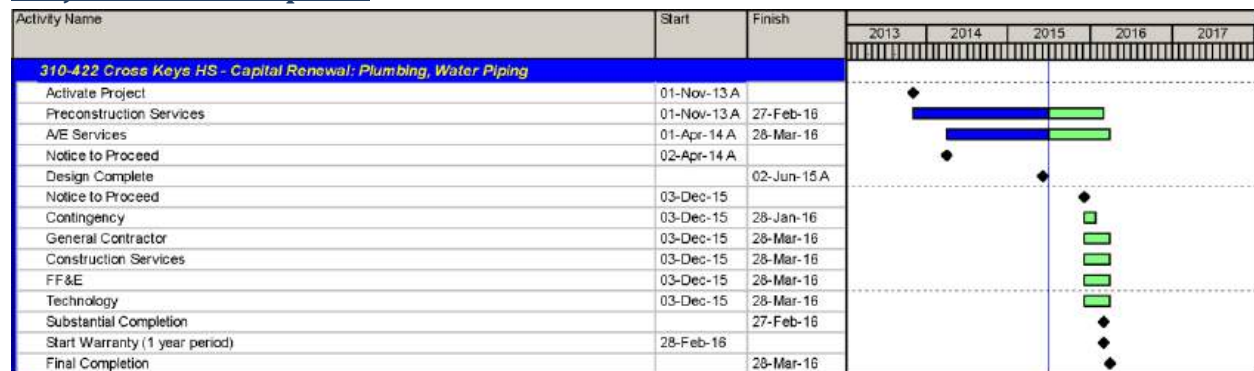 Activity Name Start Finish
2013 2014 2015 2016 2017
310-422 Cross Keys HS - Capital Renewal: Plumbing, Water Piping
Activate Project 01-Nov-13 A
Preconstruction Services 01-Nov-13 A 27-Feb-16
A/E Services 01-Apr-14 A 28-Mar-16
Notice to Proceed 02-Apr-14 A
Design Complete 02-Jun-15 A
Notice to Proceed 03-Dec-15
Contingency 03-Dec-15 28-Jan-16
General Contractor 03-Dec-15 28-Mar-16
Construction Services 03-Dec-15 28-Mar-16
FF&E 03-Dec-15 28-Mar-16
Technology 03-Dec-15 28-Mar-16
Substantial Completion 27-Feb-16
Start Warranty (1 year period) 28-Feb-16
Final Completion 28-Mar-16